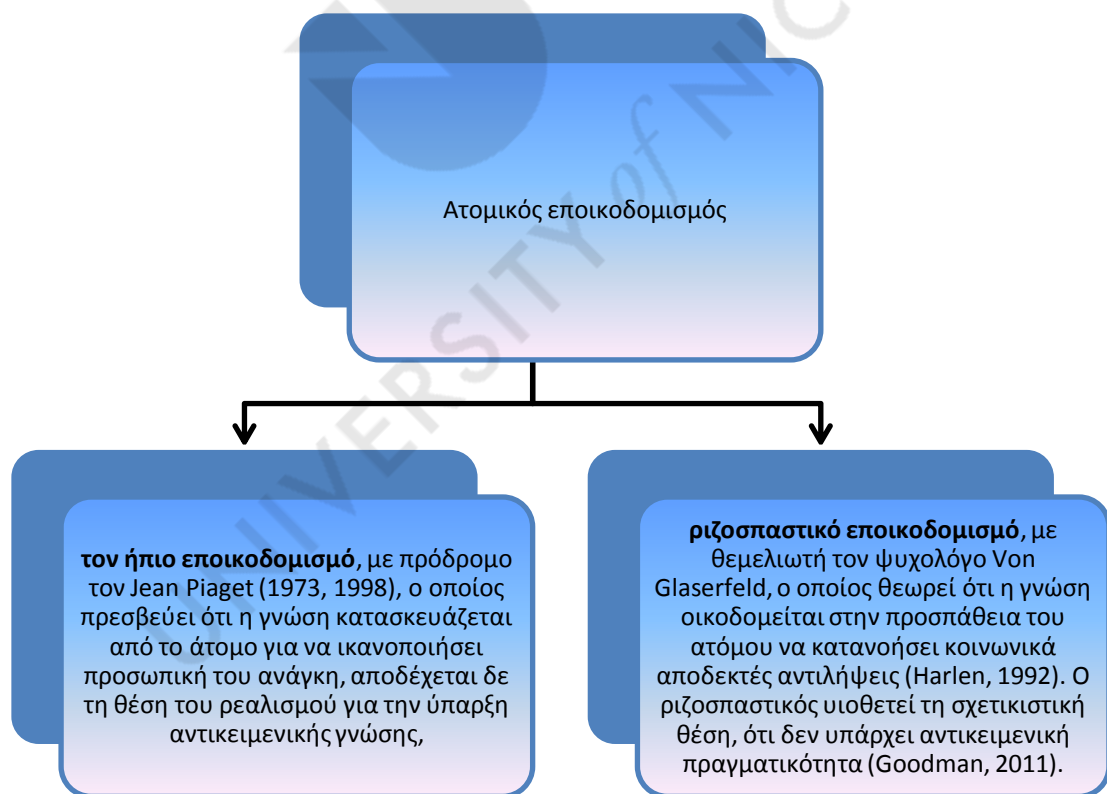 Ατομικός εποικοδομισμός
τον ήπιο εποικοδομισμό, με πρόδρομο
τον Jean Piaget (1973, 1998), ο οποίος
πρεσβεύει ότι η γνώση κατασκευάζεται
από το άτομο για να ικανοποιήσει
προσωπική του ανάγκη, αποδέχεται δε
τη θέση του ρεαλισμού για την ύπαρξη
αντικειμενικής γνώσης,
ριζοσπαστικό εποικοδομισμό, με
θεμελιωτή τον ψυχολόγο Von
Glaserfeld, ο οποίος θεωρεί ότι η γνώση
οικοδομείται στην προσπάθεια του
ατόμου να κατανοήσει κοινωνικά
αποδεκτές αντιλήψεις (Harlen, 1992). Ο
ριζοσπαστικός υιοθετεί τη σχετικιστική
θέση, ότι δεν υπάρχει αντικειμενική
πραγματικότητα (Goodman, 2011).
UNIVERSITY of NIC